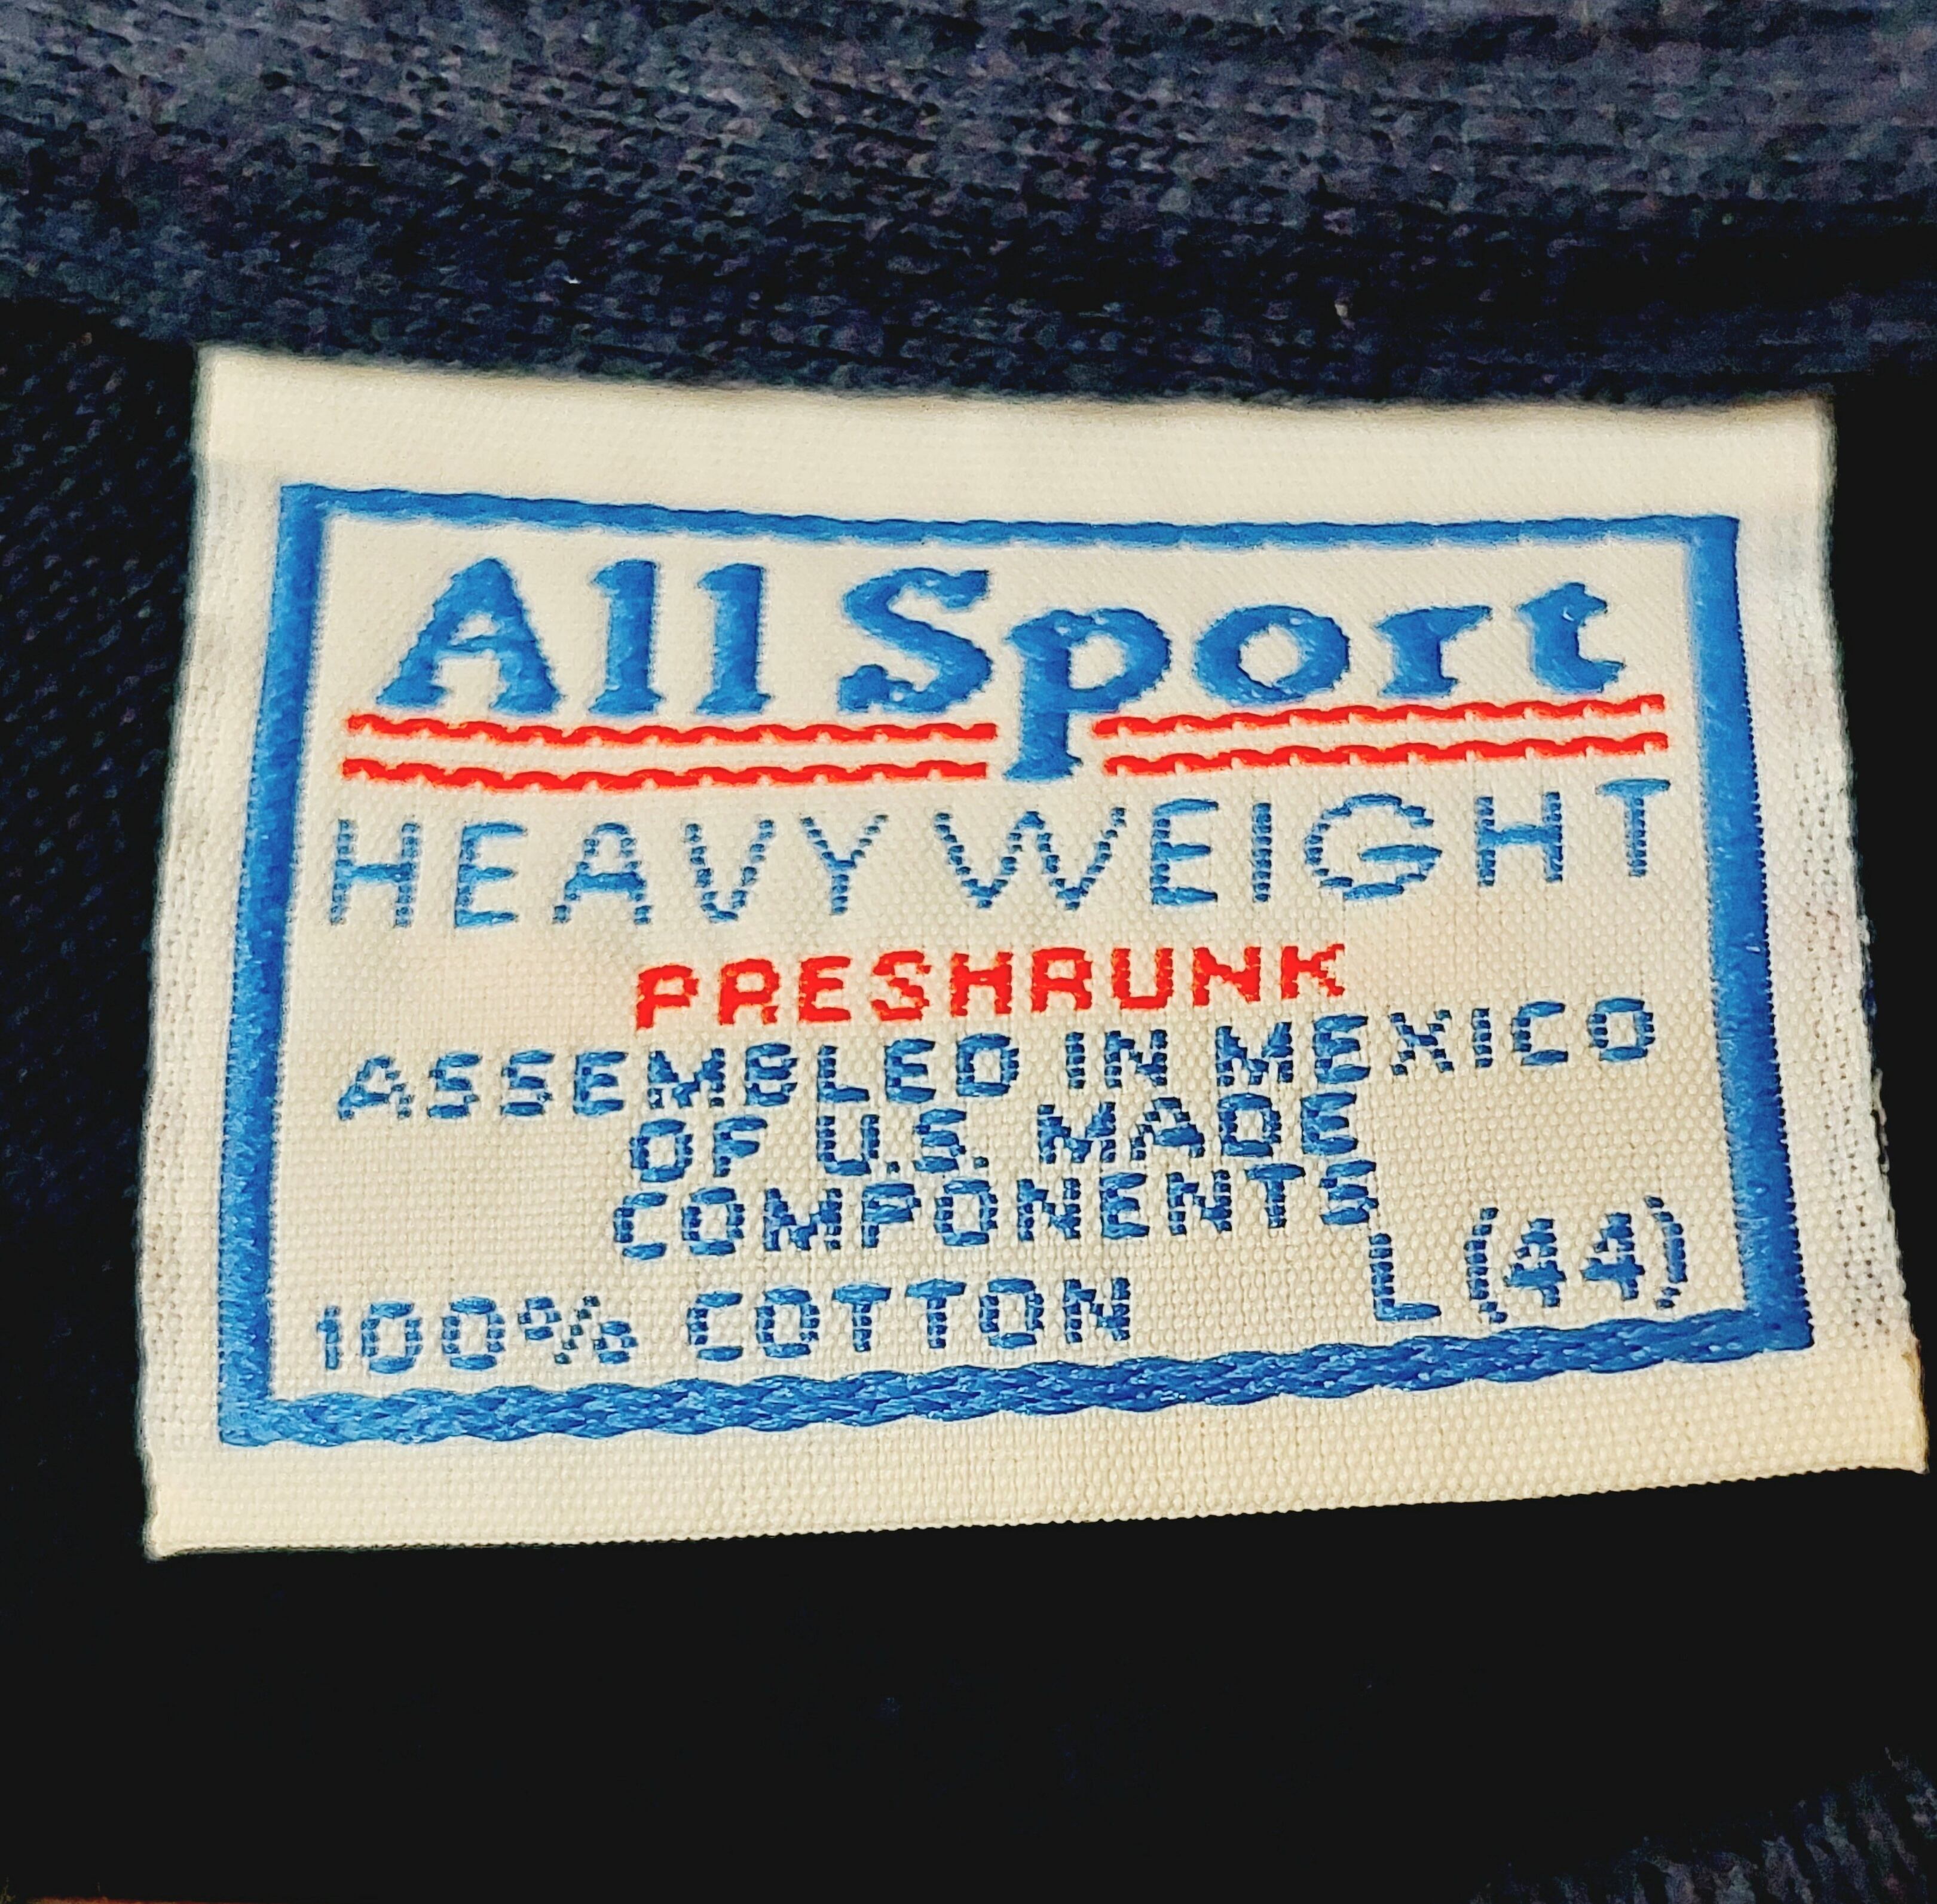 All Sport
HEAVY WEIGHT
PRESHRUNK
ASSEMBLED IN MEXICO
OF U.S. MADE
COMPONENTS
100% COTTON L (44)